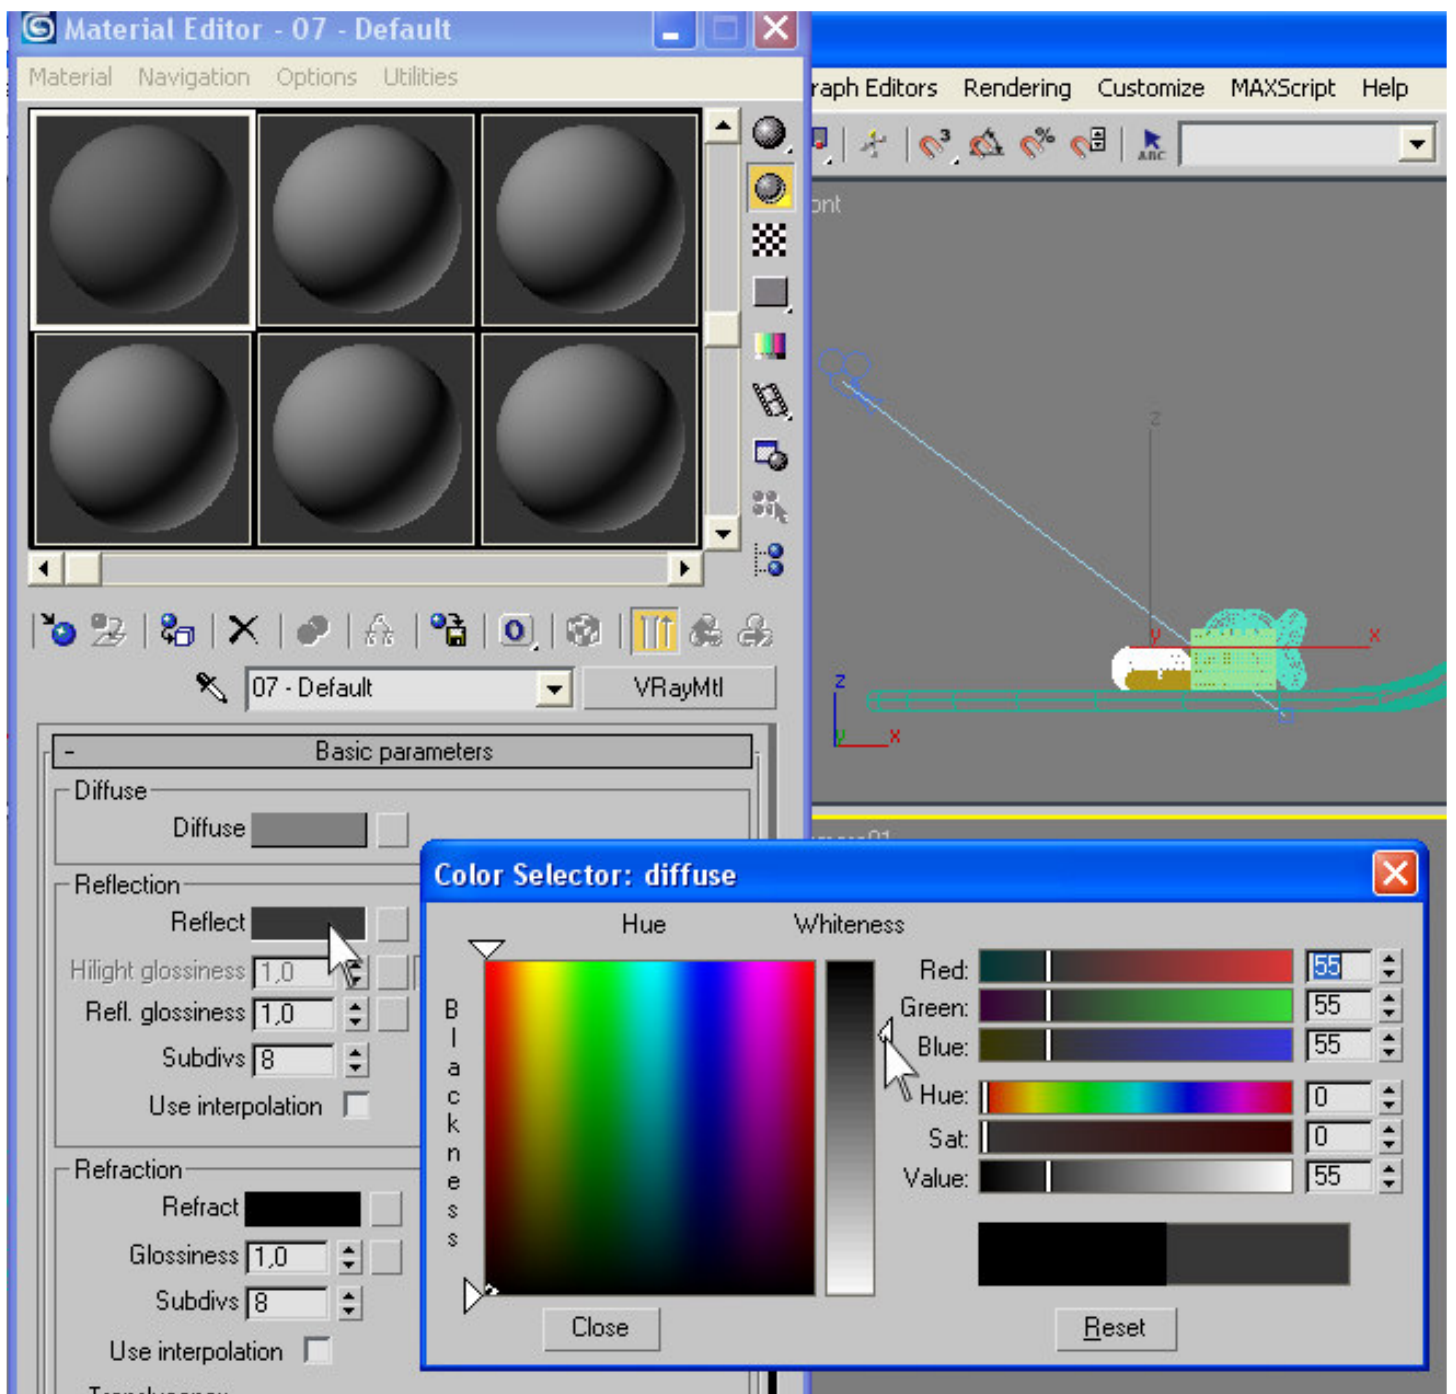 Material Editor - 07 - Default
Material Navigation Options Utilities
raph Editors Rendering Customize MAXScript Help
3
%
ABC
ont
z
y
x
z
y
x
07 - Default
VRayMtl
- Basic parameters
Diffuse
Diffuse
Reflection
Reflect
Hilight glossiness 1,0
Refl. glossiness 1,0
Subdivs 8
Use interpolation
Refraction
Refract
Glossiness 1,0
Subdivs 8
Use interpolation
Color Selector: diffuse
Hue
Whiteness
Blackness
Red: 55
Green: 55
Blue: 55
Hue: 0
Sat: 0
Value: 55
Close
Reset